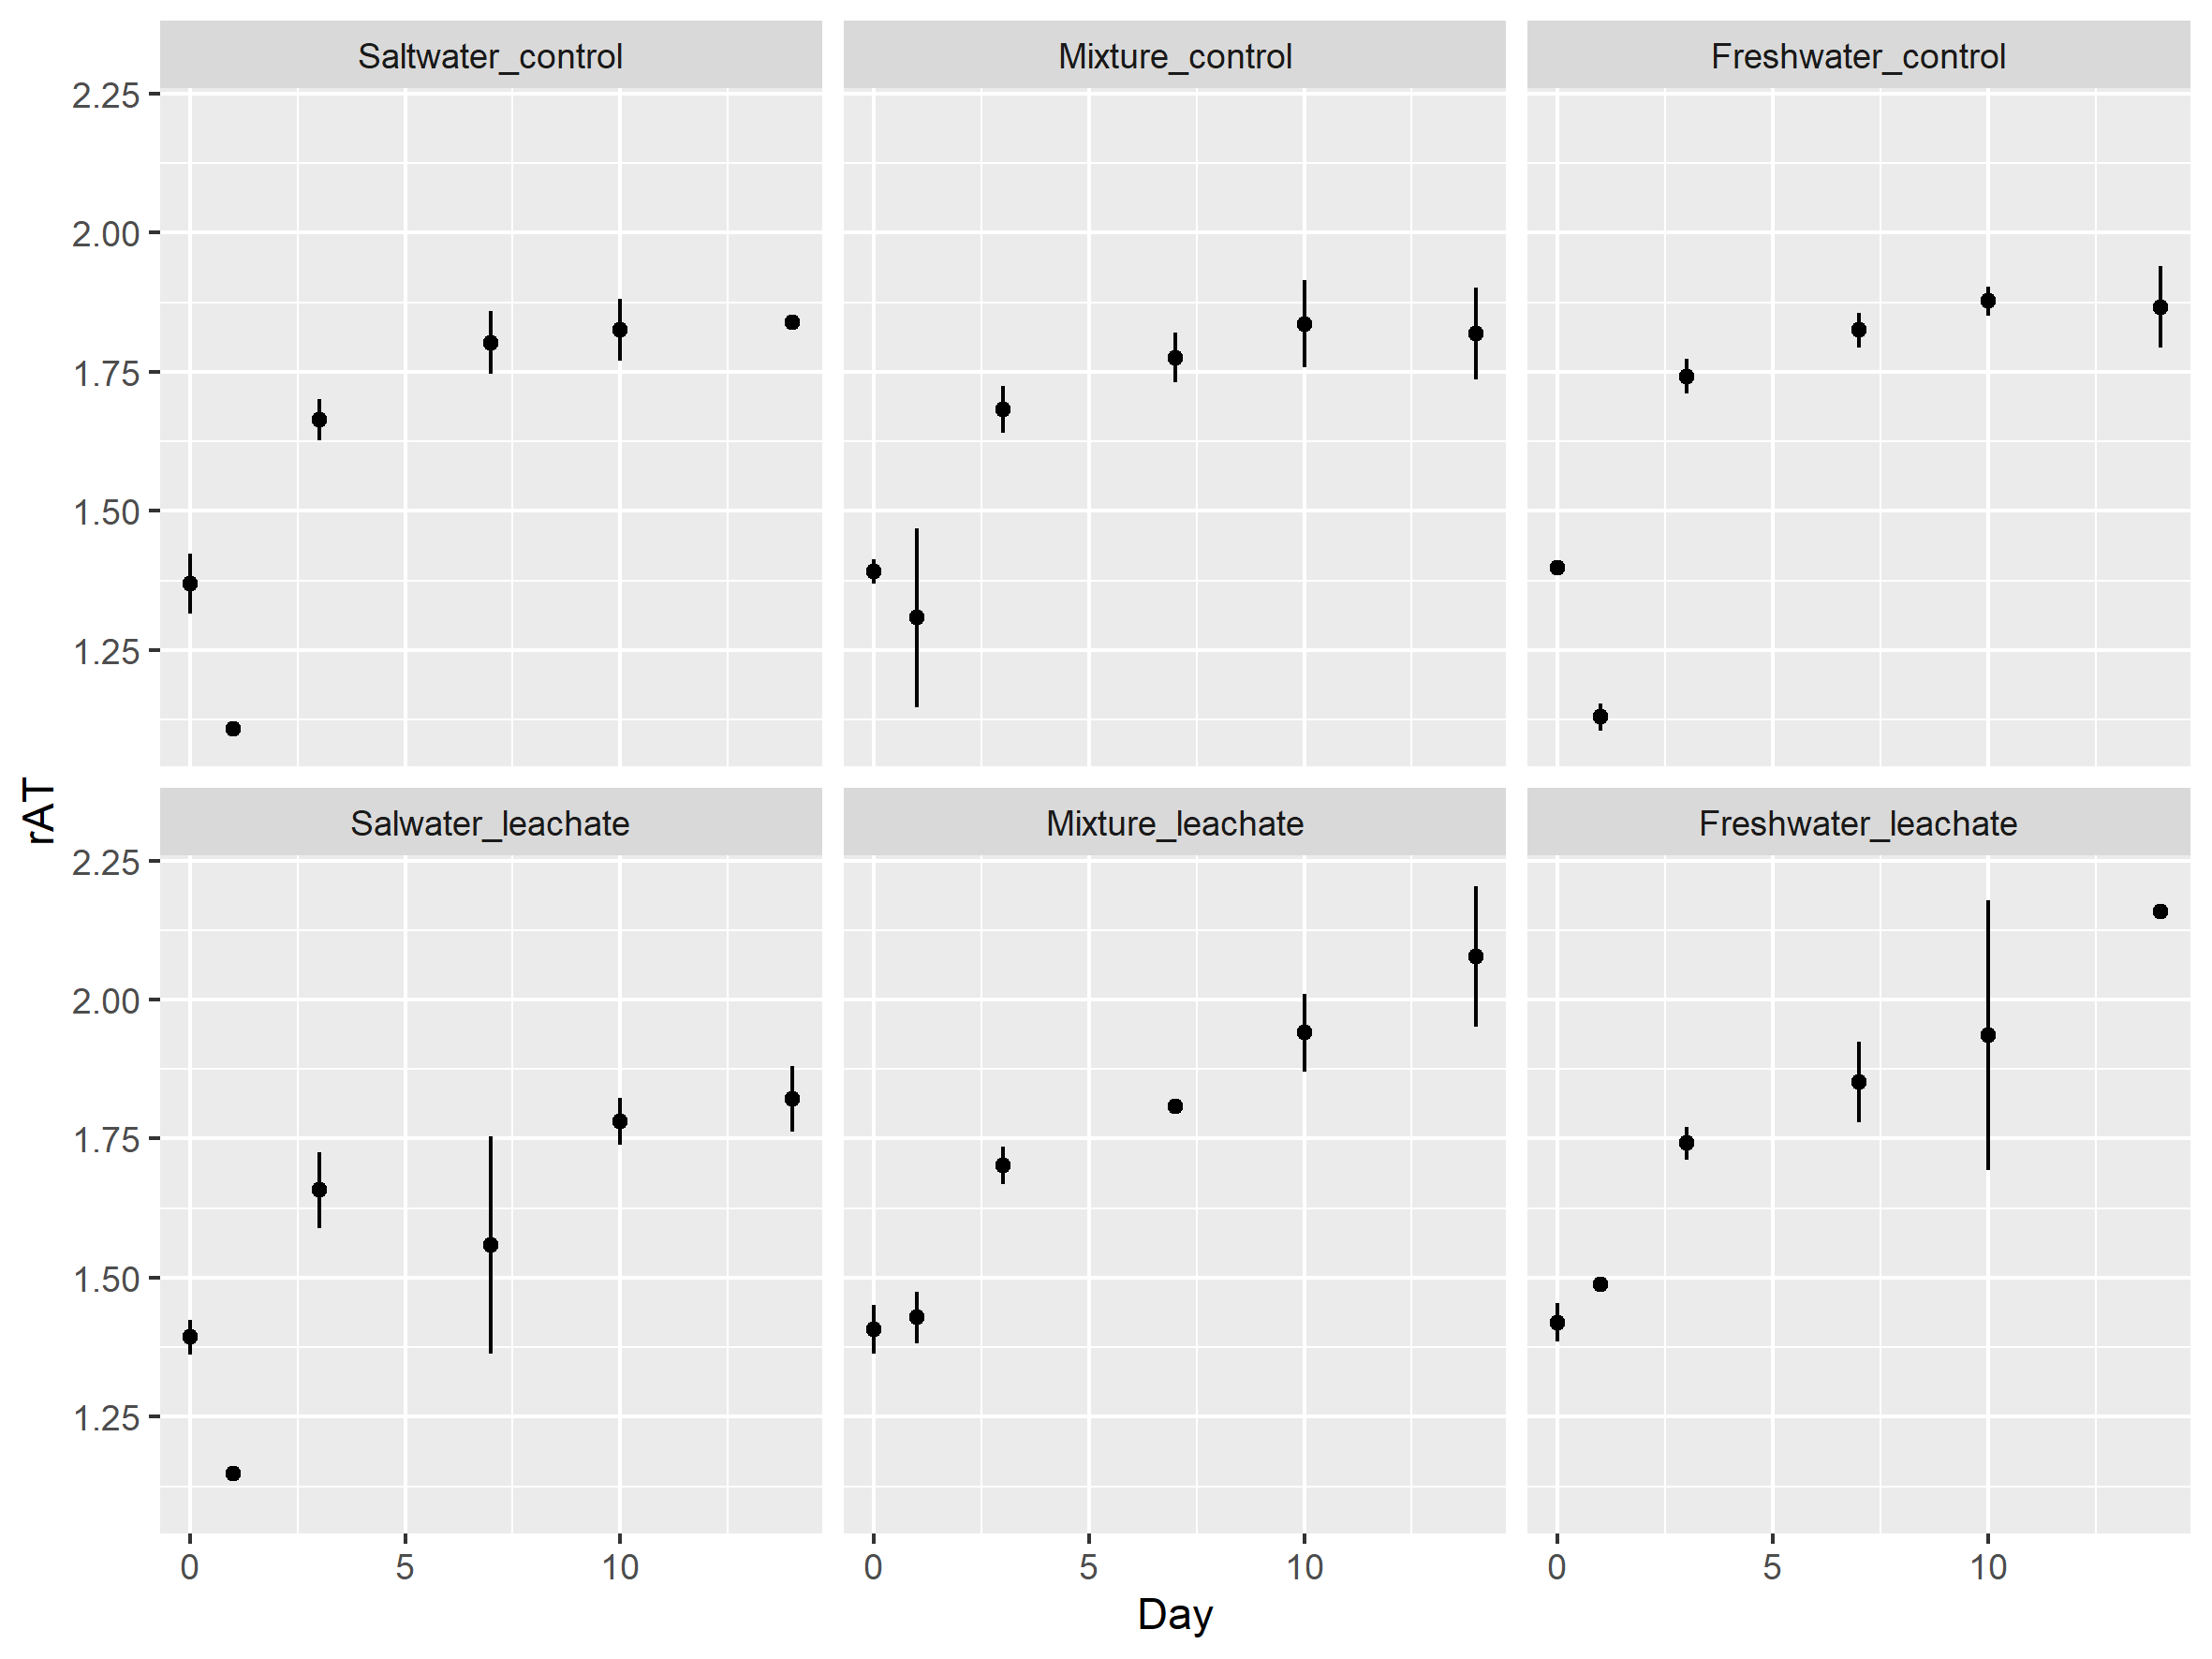 Saltwater_control Mixture_control Freshwater_control
2.25
2.00
1.75
1.50
1.25
rAT
Salwater_leachate Mixture_leachate Freshwater_leachate
2.25
2.00
1.75
1.50
1.25
0 5 10 0 5 10 0 5 10
Day